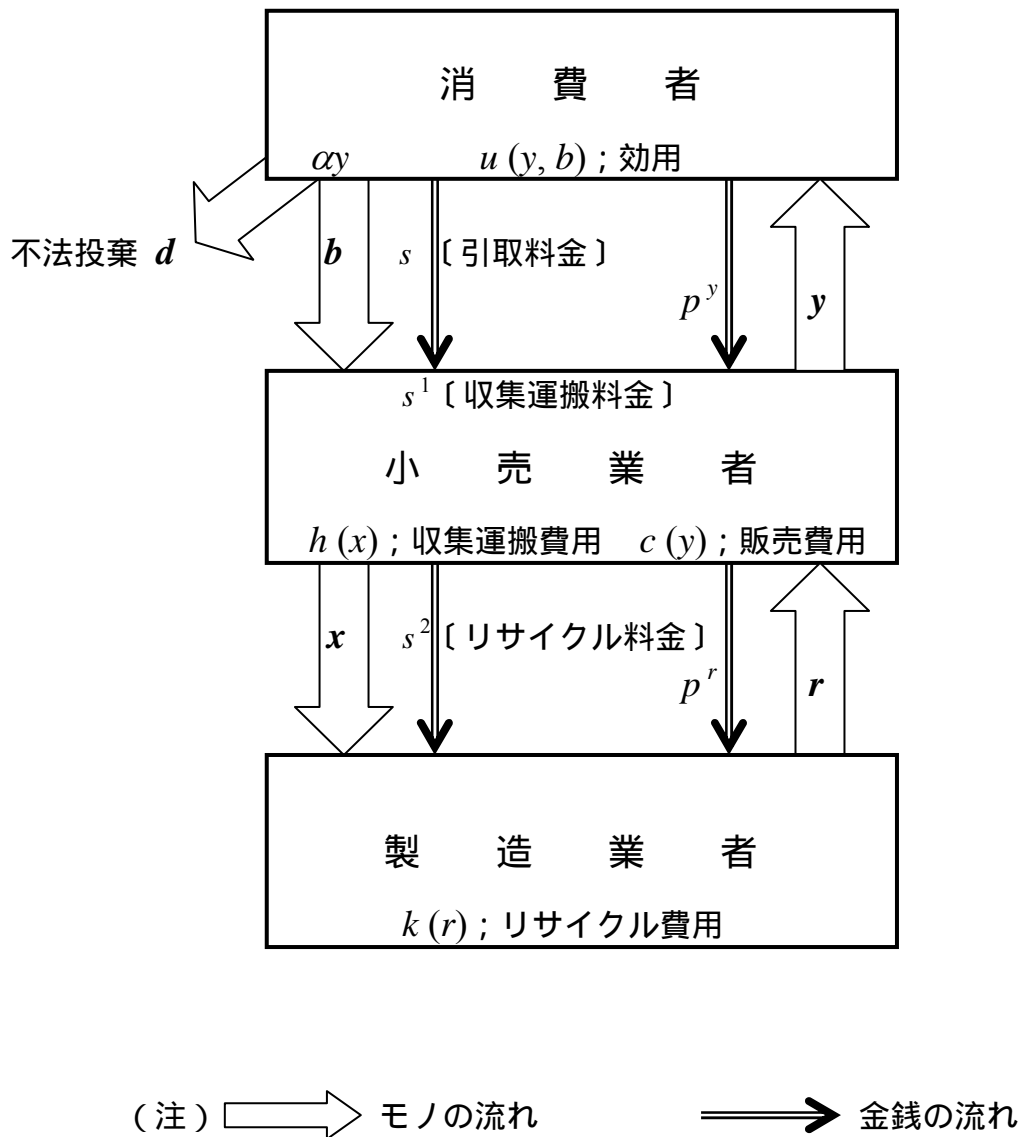 消 費 者
αy u (y, b) ; 効用
不法投棄 d b s 〔引取料金〕
p^y y
s^1〔収集運搬料金〕
小 売 業 者
h (x) ; 収集運搬費用 c (y) ; 販売費用
x s^2〔リサイクル料金〕
p^r r
製 造 業 者
k (r) ; リサイクル費用
(注) モノの流れ 金銭の流れ